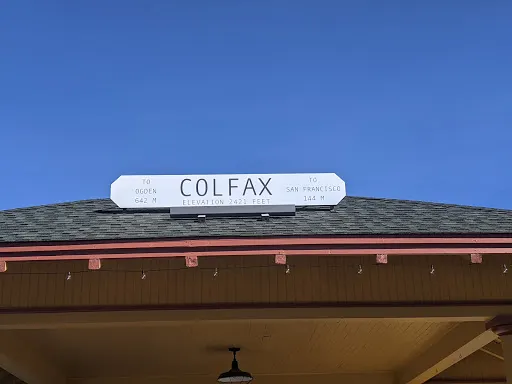 TO
OGDEN
642 M
COLFAX
ELEVATION 2421 FEET
TO
SAN FRANCISCO
144 M